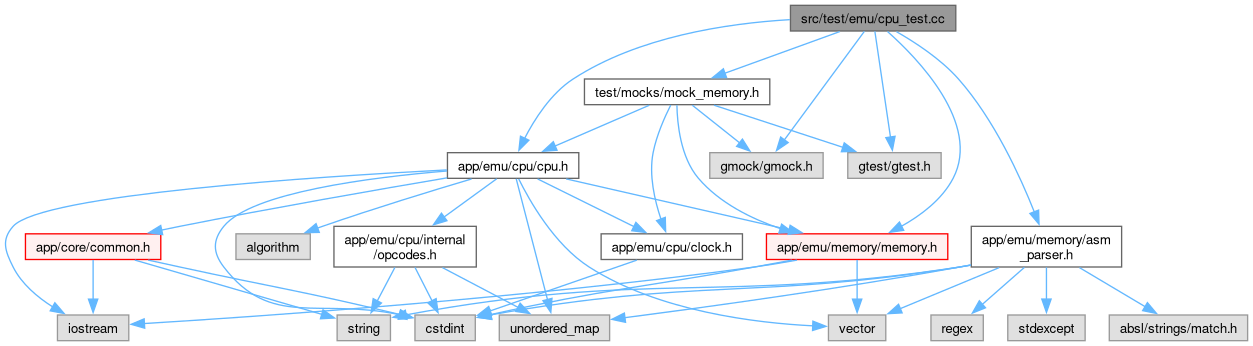 src/test/emu/cpu_test.cc
test/mocks/mock_memory.h
app/emu/cpu/cpu.h
gmock/gmock.h
gtest/gtest.h
app/core/common.h
algorithm
app/emu/cpu/internal
/opcodes.h
app/emu/cpu/clock.h
app/emu/memory/memory.h
app/emu/memory/asm
_parser.h
iostream
string
cstdint
unordered_map
vector
regex
stdexcept
absl/strings/match.h